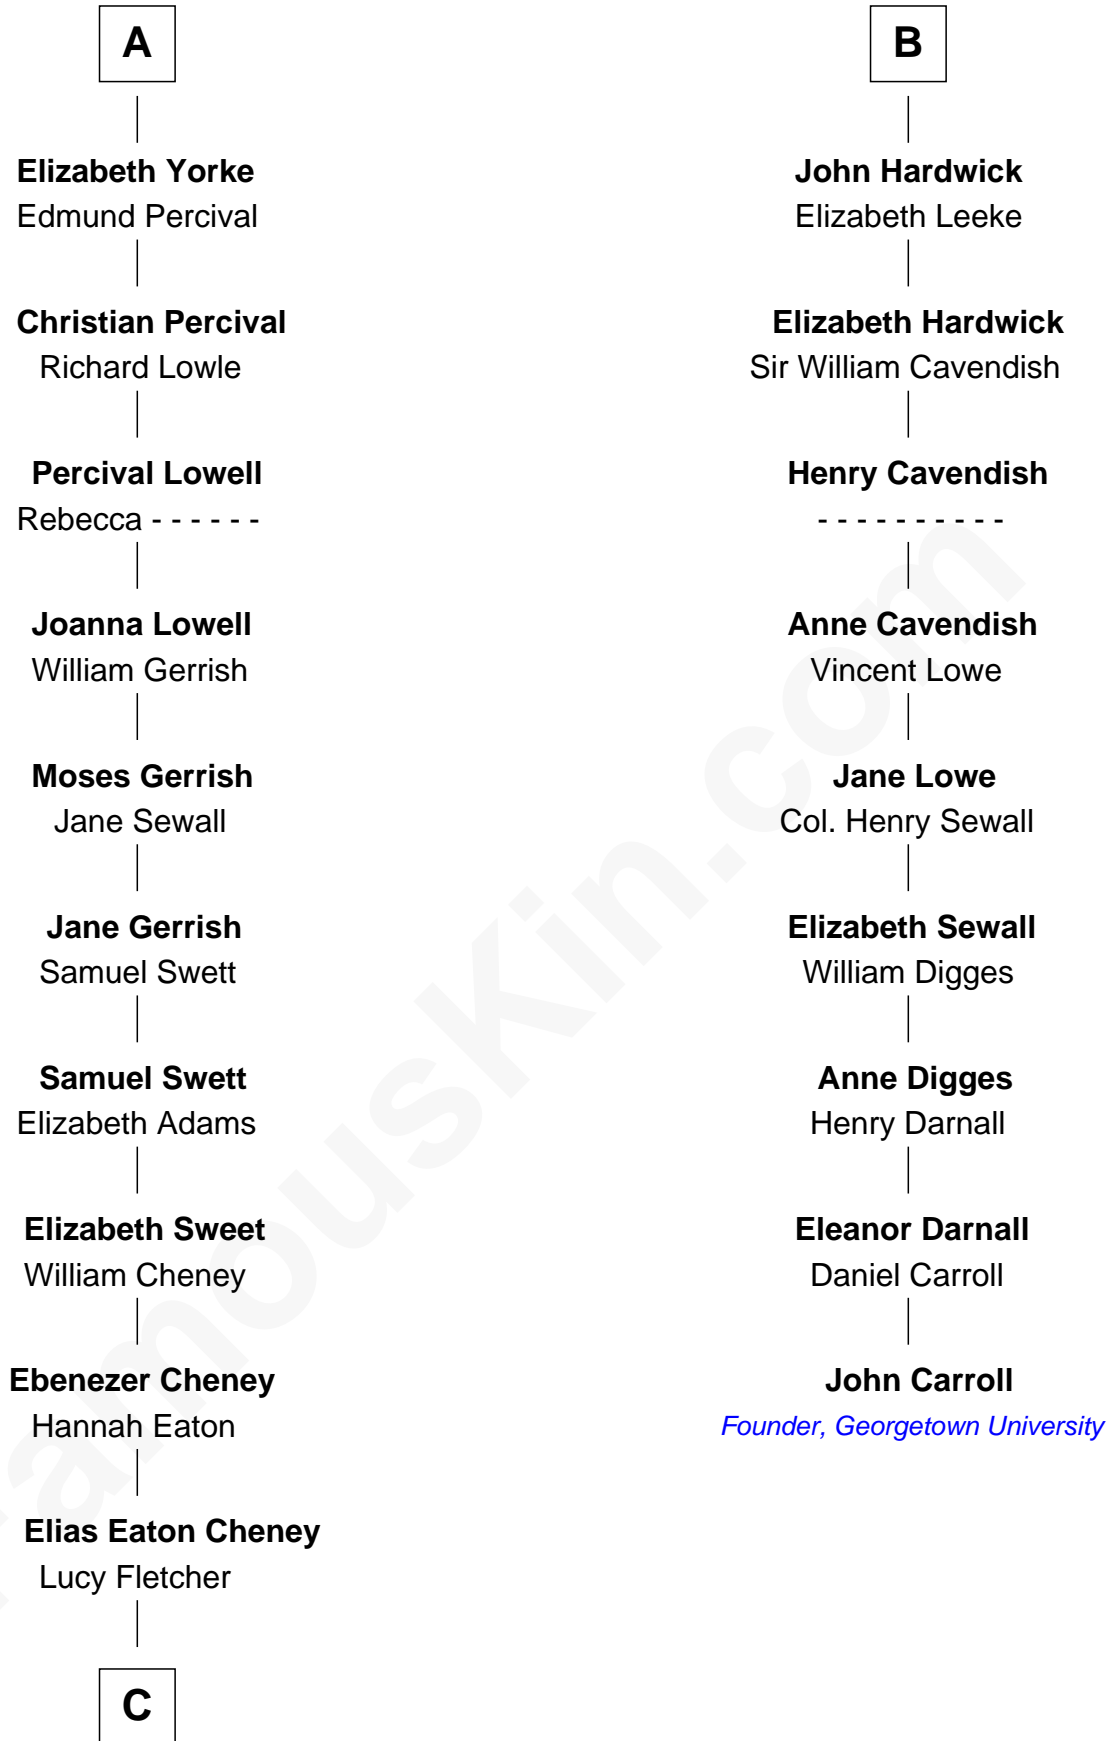 A
Elizabeth Yorke
Edmund Percival
Christian Percival
Richard Lowle
Percival Lowell
Rebecca - - - - - -
Joanna Lowell
William Gerrish
Moses Gerrish
Jane Sewall
Jane Gerrish
Samuel Swett
Samuel Swett
Elizabeth Adams
Elizabeth Sweet
William Cheney
Ebenezer Cheney
Hannah Eaton
Elias Eaton Cheney
Lucy Fletcher
C
B
John Hardwick
Elizabeth Leeke
Elizabeth Hardwick
Sir William Cavendish
Henry Cavendish
- - - - - - - - - -
Anne Cavendish
Vincent Lowe
Jane Lowe
Col. Henry Sewall
Elizabeth Sewall
William Digges
Anne Digges
Henry Darnall
Eleanor Darnall
Daniel Carroll
John Carroll
Founder, Georgetown University
FamousKin.com